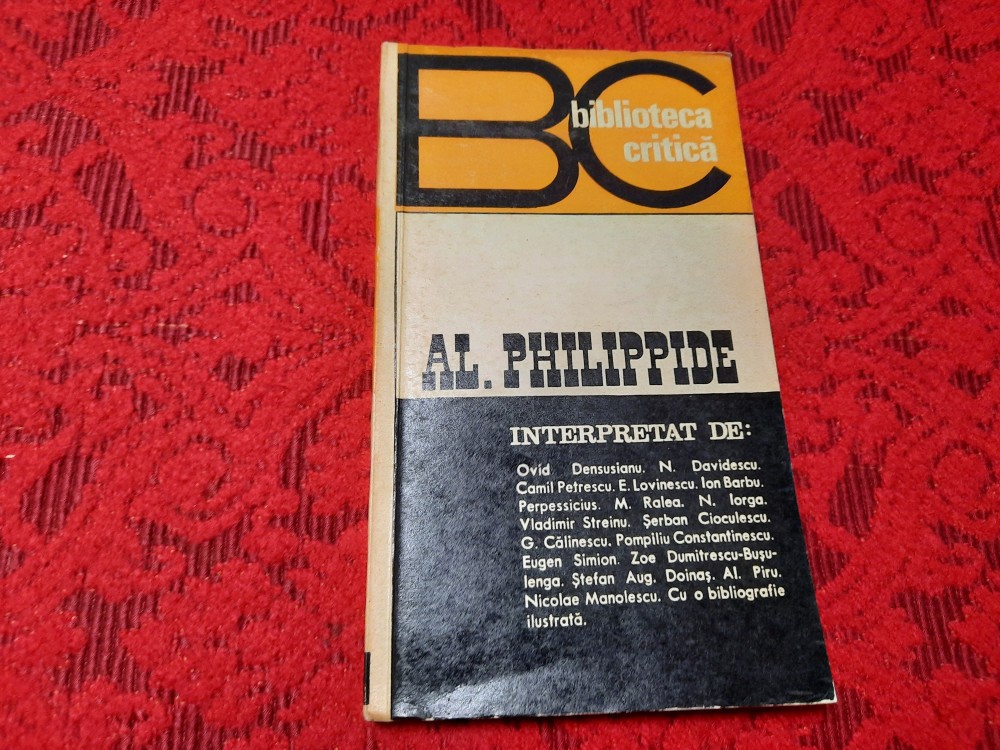 BC
biblioteca
critică
AL. PHILIPPIDE
INTERPRETAT DE:
Ovid Densusianu. N. Davidescu.
Camil Petrescu. E. Lovinescu. Ion Barbu.
Perpessicius. M. Ralea. N. Iorga.
Vladimir Streinu. Şerban Cioculescu.
G. Călinescu. Pompiliu Constantinescu.
Eugen Simion. Zoe Dumitrescu-Buşu-
lenga. Ştefan Aug. Doinaş. Al. Piru.
Nicolae Manolescu. Cu o bibliografie
ilustrată.